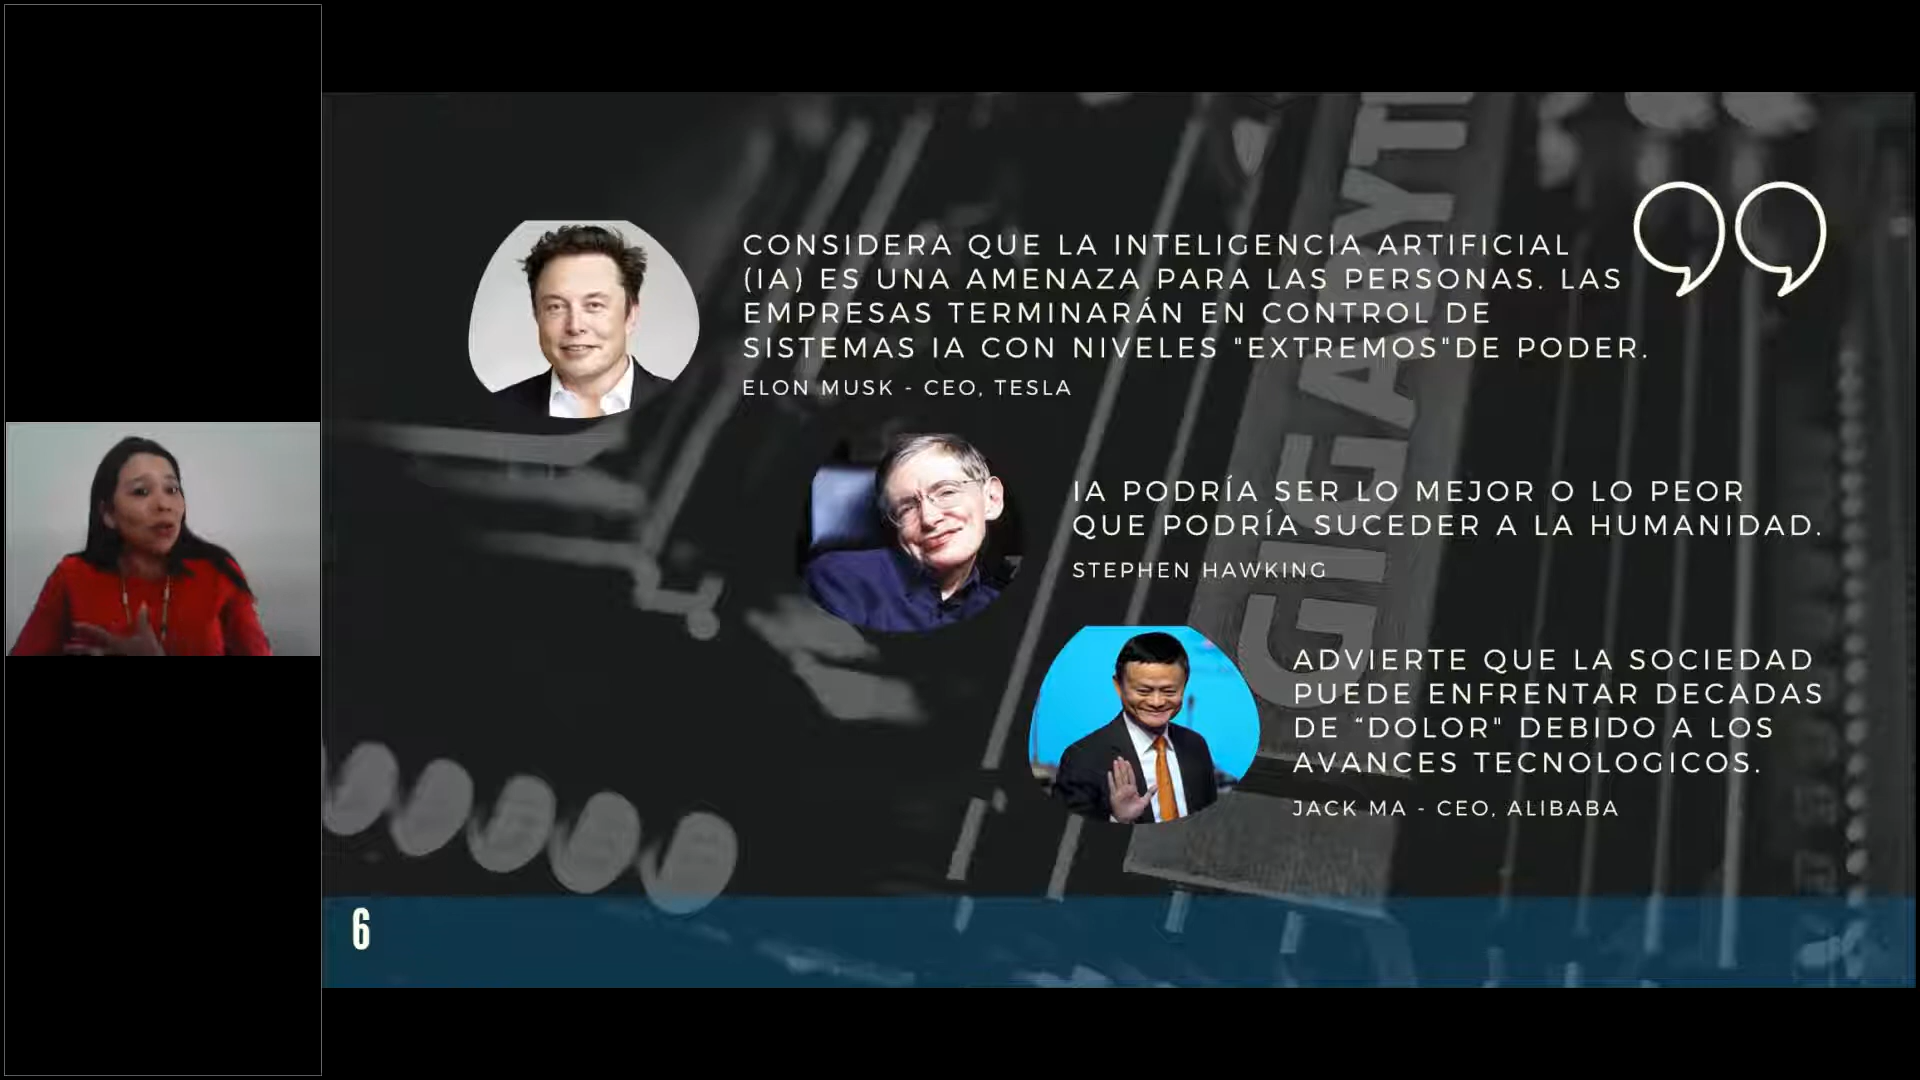 CONSIDERA QUE LA INTELIGENCIA ARTIFICIAL
(IA) ES UNA AMENAZA PARA LAS PERSONAS. LAS
EMPRESAS TERMINARÁN EN CONTROL DE
SISTEMAS IA CON NIVELES "EXTREMOS"DE PODER.
ELON MUSK - CEO, TESLA
IA PODRÍA SER LO MEJOR O LO PEOR
QUE PODRÍA SUCEDER A LA HUMANIDAD.
STEPHEN HAWKING
ADVIERTE QUE LA SOCIEDAD
PUEDE ENFRENTAR DECADAS
DE “DOLOR" DEBIDO A LOS
AVANCES TECNOLOGICOS.
JACK MA - CEO, ALIBABA
GIGABYT
6